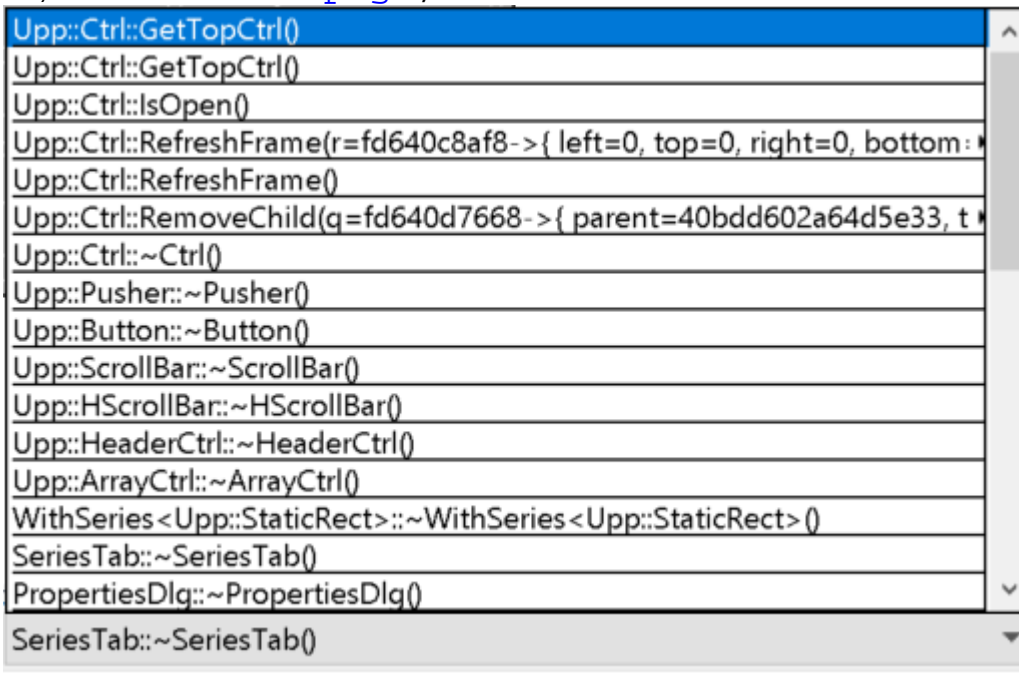 Upp::Ctrl::GetTopCtrl()
Upp::Ctrl::GetTopCtrl()
Upp::Ctrl::IsOpen()
Upp::Ctrl::RefreshFrame(r=fd640c8af8->{ left=0, top=0, right=0, bottom=
Upp::Ctrl::RefreshFrame()
Upp::Ctrl::RemoveChild(q=fd640d7668->{ parent=40bdd602a64d5e33, t
Upp::Ctrl::~Ctrl()
Upp::Pusher::~Pusher()
Upp::Button::~Button()
Upp::ScrollBar::~ScrollBar()
Upp::HScrollBar::~HScrollBar()
Upp::HeaderCtrl::~HeaderCtrl()
Upp::ArrayCtrl::~ArrayCtrl()
WithSeries<Upp::StaticRect>::~WithSeries<Upp::StaticRect>()
SeriesTab::~SeriesTab()
PropertiesDlg::~PropertiesDlg()
SeriesTab::~SeriesTab()